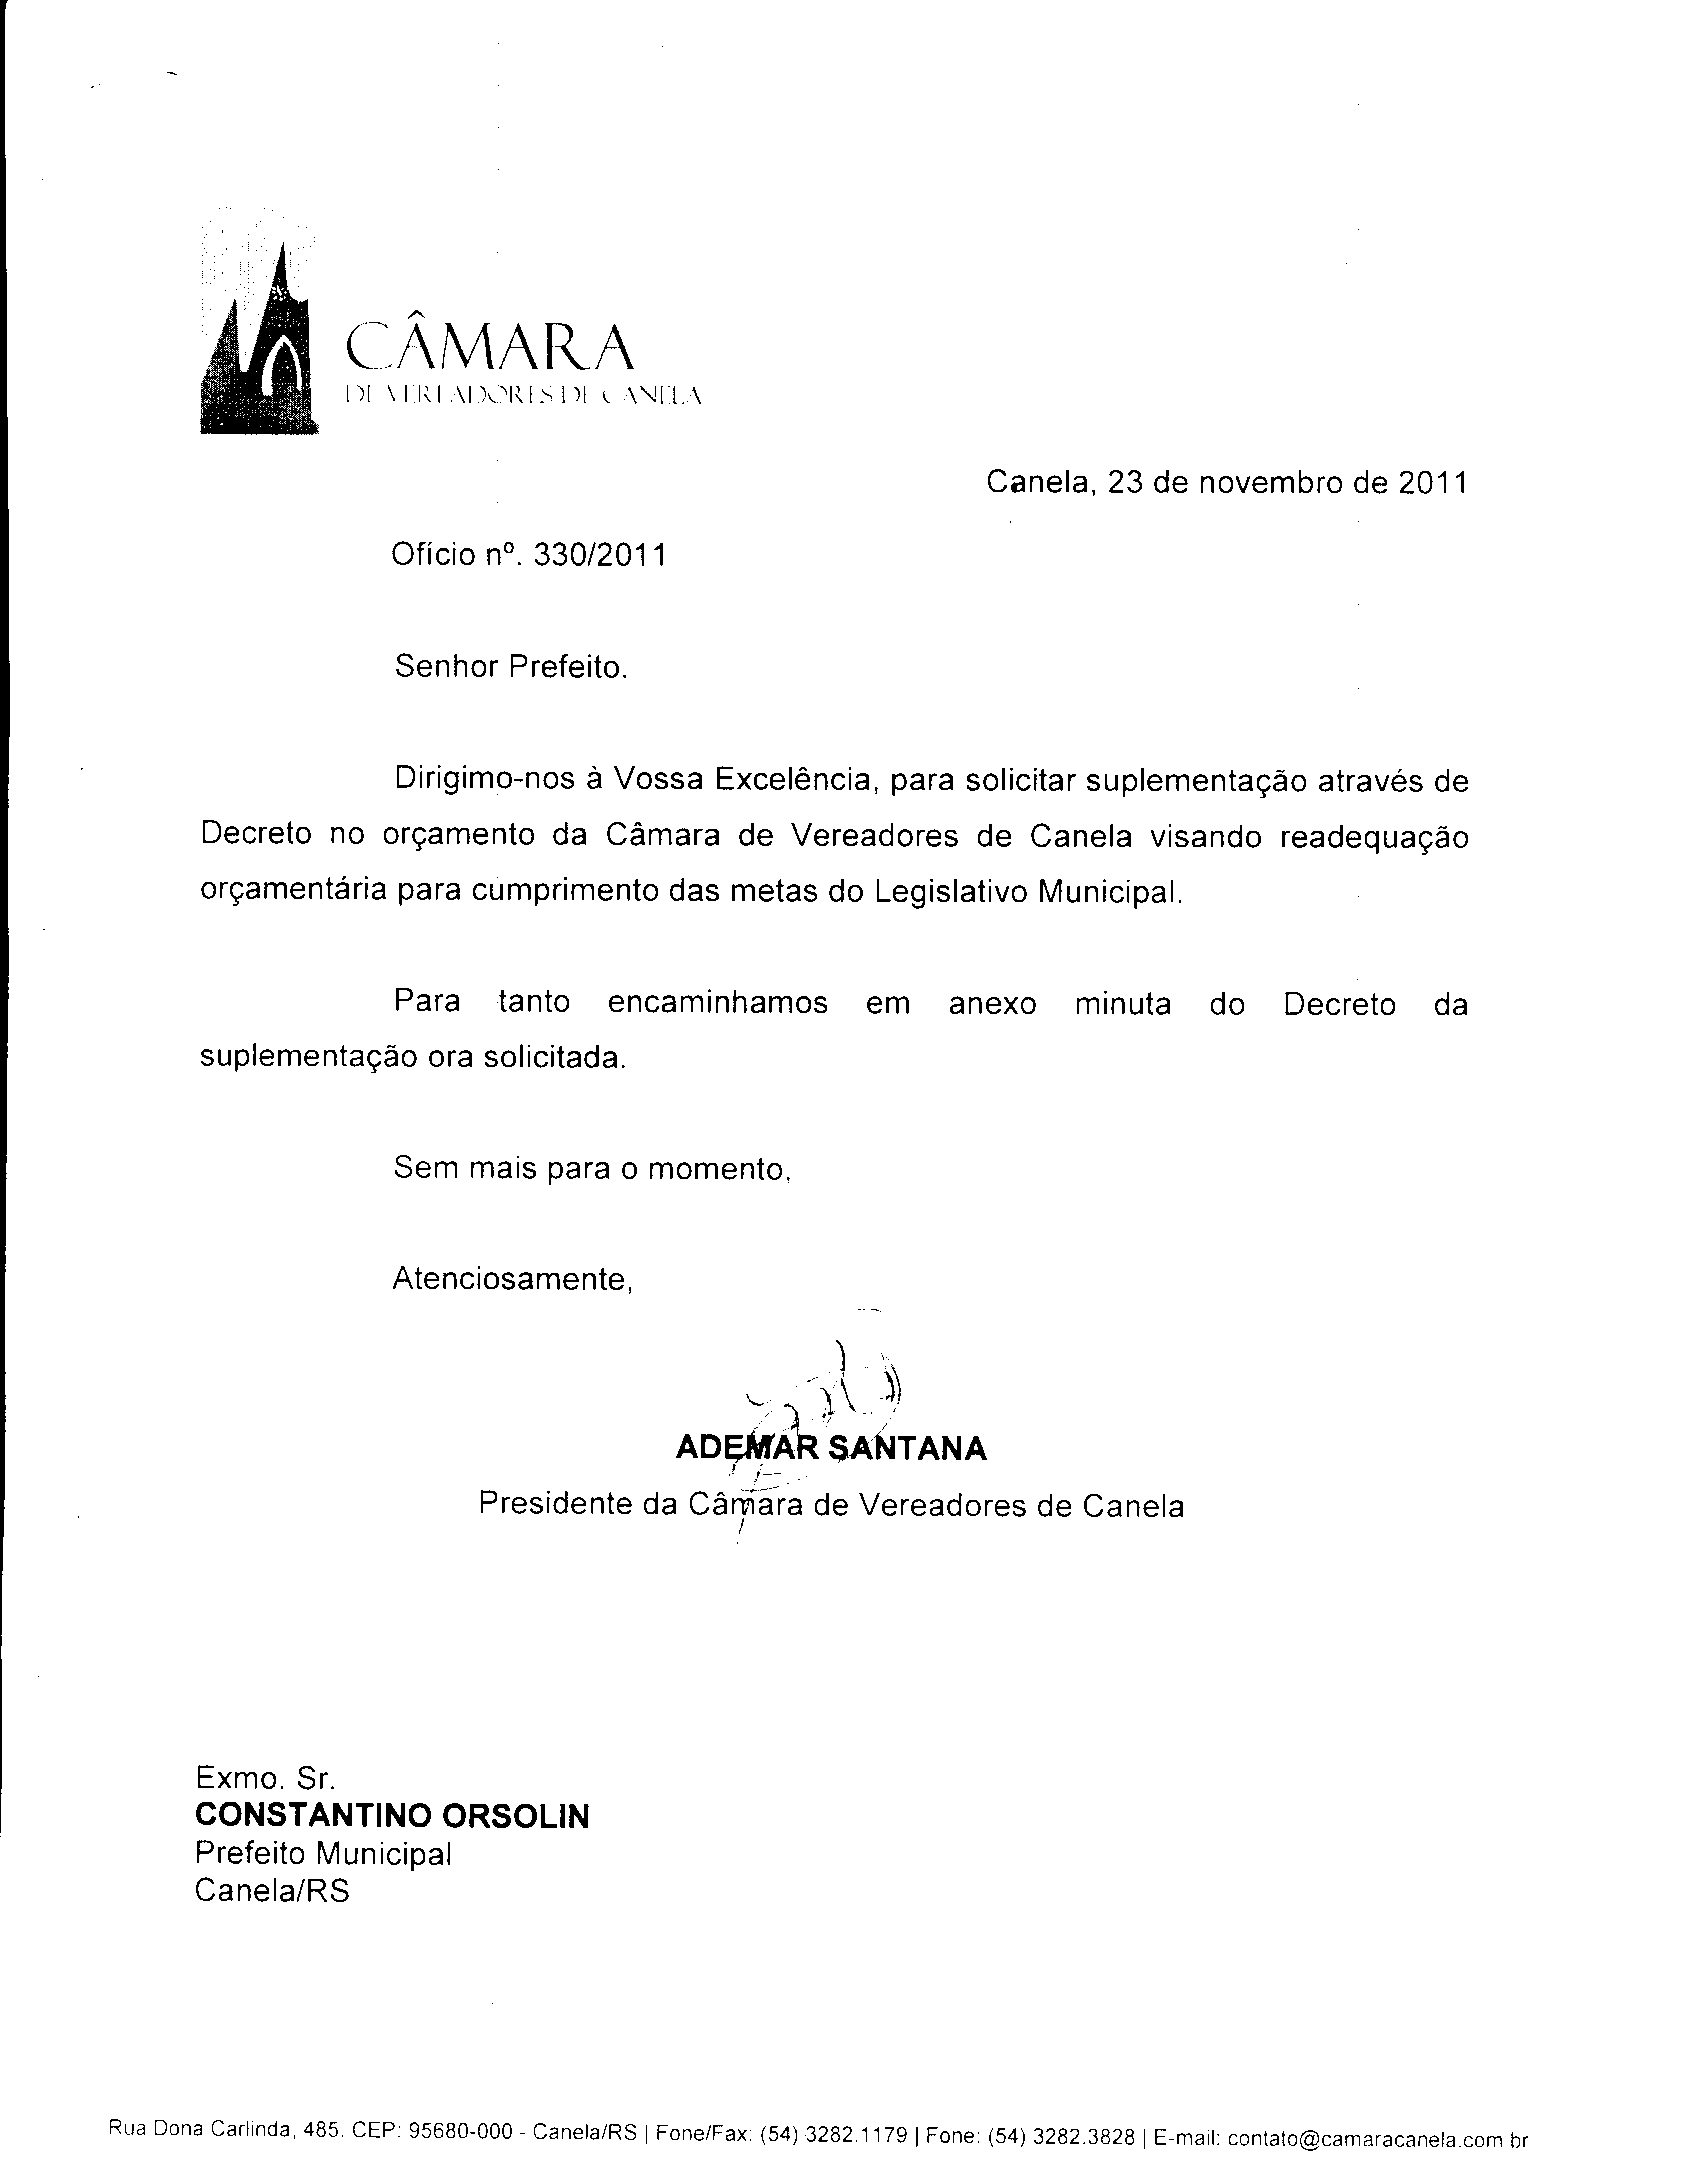 CÂMARA
DE VEREADORES DE CANELA
Canela, 23 de novembro de 2011
Ofício nº. 330/2011
Senhor Prefeito.
Dirigimo-nos à Vossa Excelência, para solicitar suplementação através de
Decreto no orçamento da Câmara de Vereadores de Canela visando readequação
orçamentária para cumprimento das metas do Legislativo Municipal.
Para tanto encaminhamos em anexo minuta do Decreto da
suplementação ora solicitada.
Sem mais para o momento,
Atenciosamente,
ADEMAR SANTANA
Presidente da Câmara de Vereadores de Canela
Exmo. Sr.
CONSTANTINO ORSOLIN
Prefeito Municipal
Canela/RS
Rua Dona Carlinda, 485. CEP: 95680-000 - Canela/RS | Fone/Fax: (54) 3282.1179 | Fone: (54) 3282.3828 | E-mail: contato@camaracanela.com br